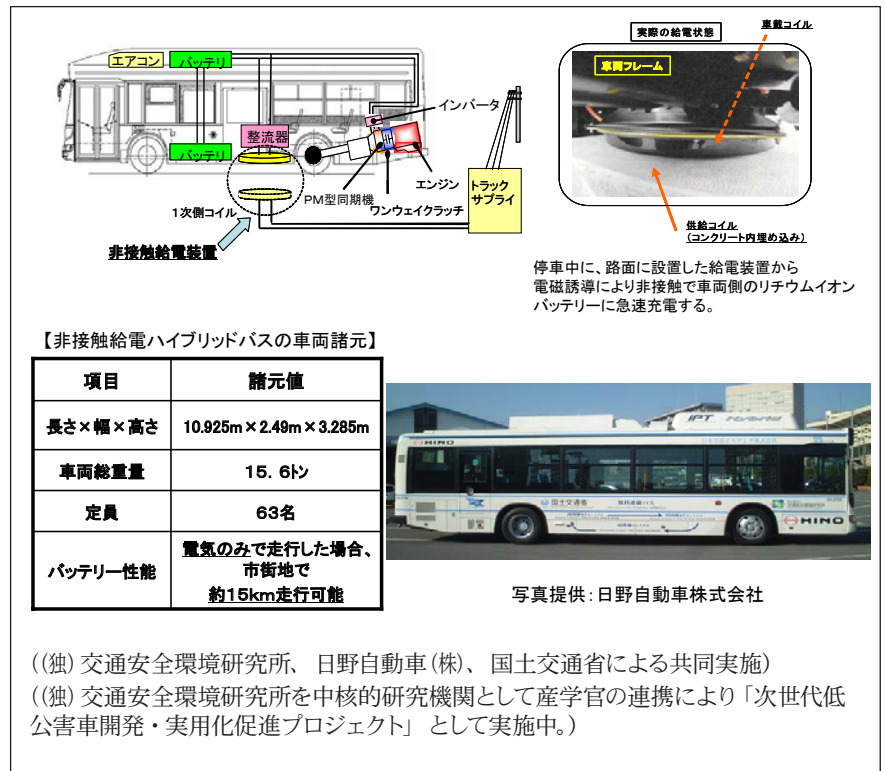 エアコン
バッテリ
バッテリ
整流器
インバータ
エンジン
PM型同期機
ワンウェイクラッチ
トラック
サプライ
1次側コイル
非接触給電装置
実際の給電状態
車載コイル
車両フレーム
供給コイル
(コンクリート内埋め込み)
停車中に、路面に設置した給電装置から
電磁誘導により非接触で車両側のリチウムイオン
バッテリーに急速充電する。
【非接触給電ハイブリッドバスの車両諸元】
項目 諸元値
長さ×幅×高さ 10.925m×2.49m×3.285m
車両総重量 15.6トン
定員 63名
バッテリー性能 電気のみで走行した場合、
市街地で
約15km走行可能
IPT Hybrid
HINO
国土交通省
HINO
写真提供:日野自動車株式会社
((独)交通安全環境研究所、日野自動車(株)、国土交通省による共同実施)
((独)交通安全環境研究所を中核的研究機関として産学官の連携により「次世代低
公害車開発・実用化促進プロジェクト」として実施中。)